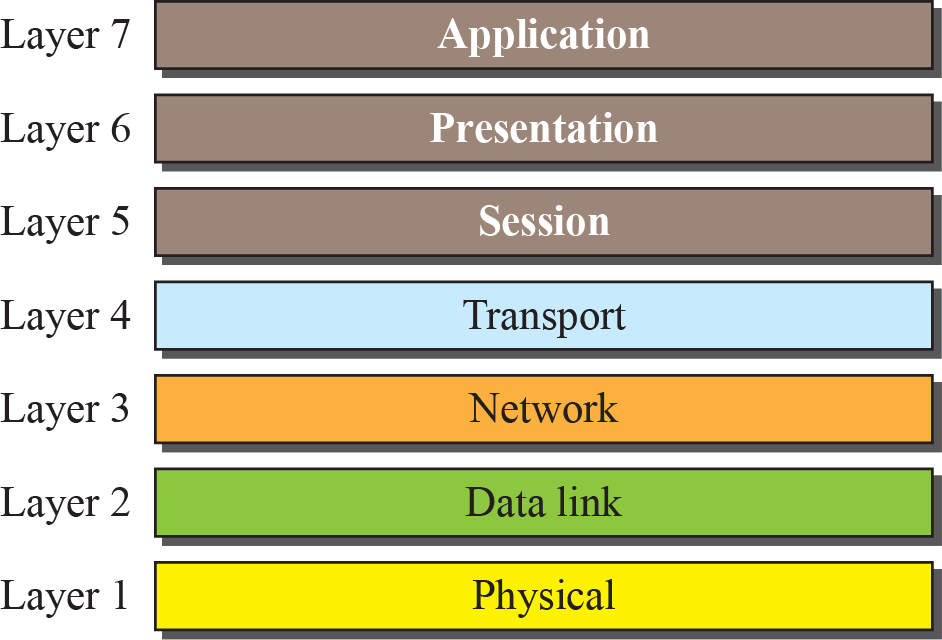 Layer 7 Application
Layer 6 Presentation
Layer 5 Session
Layer 4 Transport
Layer 3 Network
Layer 2 Data link
Layer 1 Physical